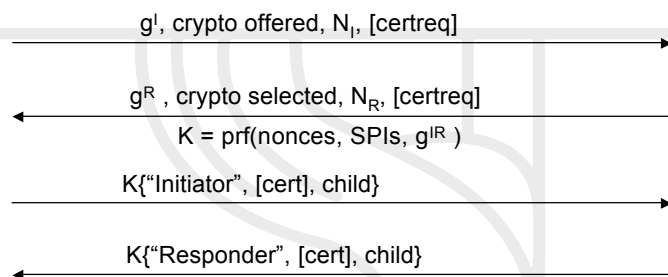 g^I, crypto offered, N_I, [certreq]
g^R , crypto selected, N_R, [certreq]
K = prf(nonces, SPIs, g^IR )
K{“Initiator”, [cert], child}
K{“Responder”, [cert], child}